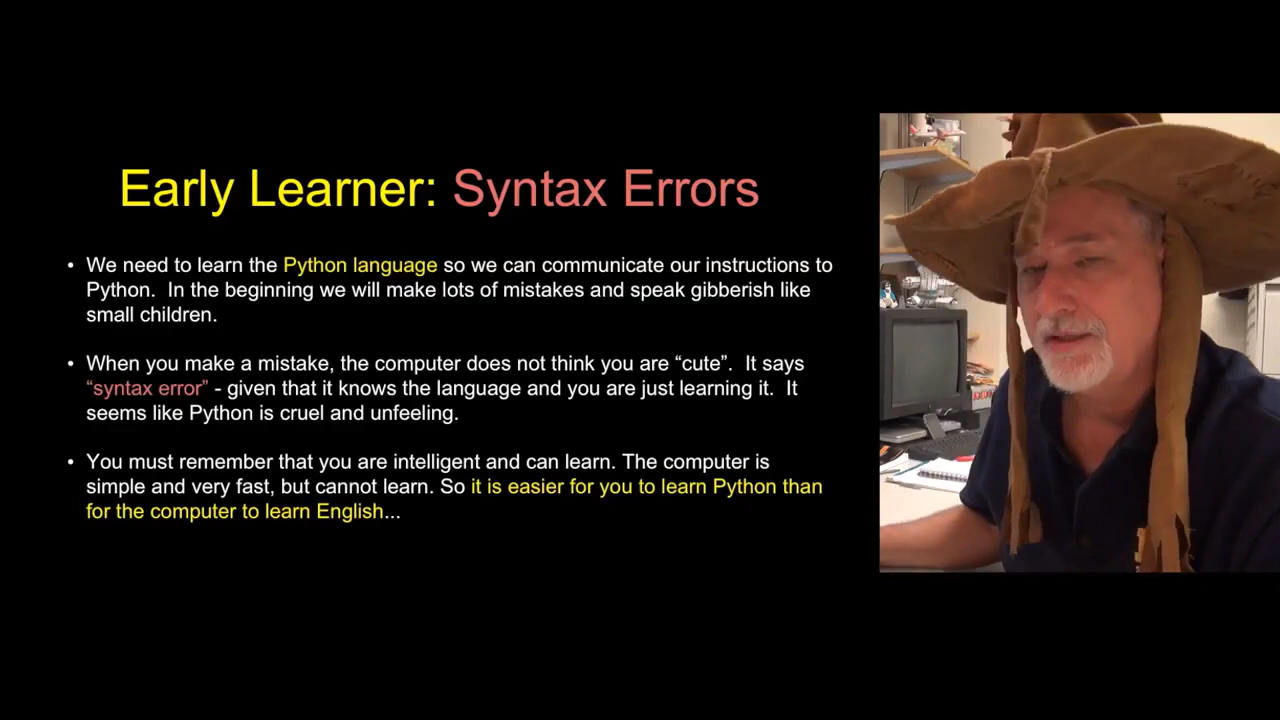 Early Learner: Syntax Errors
• We need to learn the Python language so we can communicate our instructions to
Python.  In the beginning we will make lots of mistakes and speak gibberish like
small children.
• When you make a mistake, the computer does not think you are “cute”.  It says
“syntax error” - given that it knows the language and you are just learning it.  It
seems like Python is cruel and unfeeling.
• You must remember that you are intelligent and can learn. The computer is
simple and very fast, but cannot learn. So it is easier for you to learn Python than
for the computer to learn English...